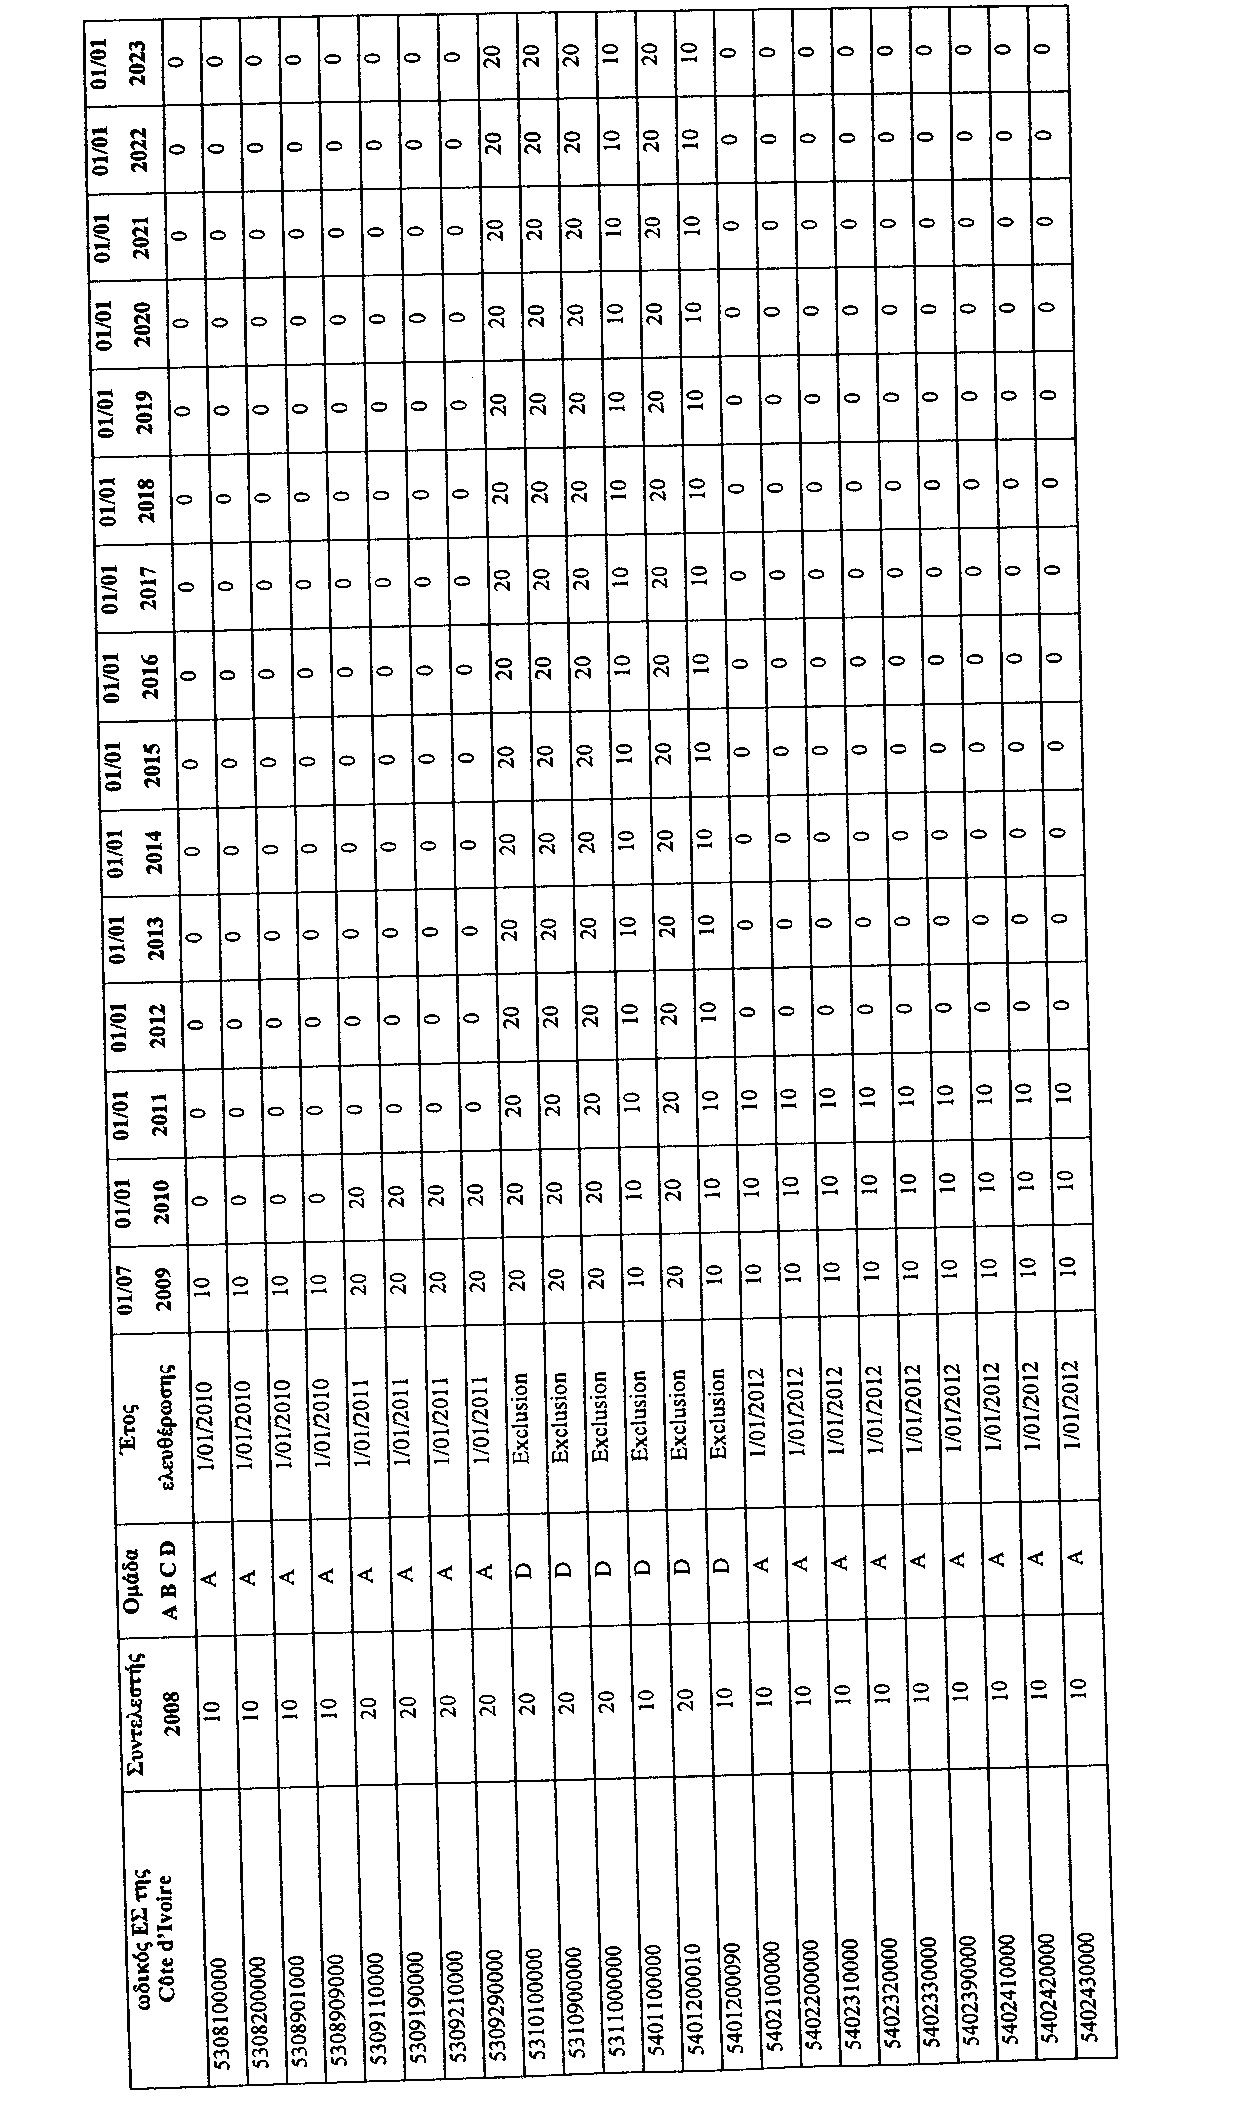 ωδικός ΕΣ της Συντελεστής Ομάδα Έτος 01/07 01/01 01/01 01/01 01/01 01/01 01/01 01/01 01/01 01/01 01/01 01/01 01/01 01/01 01/01
Côte d'Ivoire 2008 A B C D ελευθέρωσης 2009 2010 2011 2012 2013 2014 2015 2016 2017 2018 2019 2020 2021 2022 2023
5308100000 10 A 1/01/2010 10 0 0 0 0 0 0 0 0 0 0 0 0 0 0
5308200000 10 A 1/01/2010 10 0 0 0 0 0 0 0 0 0 0 0 0 0 0
5308901000 10 A 1/01/2010 10 0 0 0 0 0 0 0 0 0 0 0 0 0 0
5308909000 10 A 1/01/2010 10 0 0 0 0 0 0 0 0 0 0 0 0 0 0
5309110000 20 A 1/01/2011 20 20 0 0 0 0 0 0 0 0 0 0 0 0 0
5309190000 20 A 1/01/2011 20 20 0 0 0 0 0 0 0 0 0 0 0 0 0
5309210000 20 A 1/01/2011 20 20 0 0 0 0 0 0 0 0 0 0 0 0 0
5309290000 20 A 1/01/2011 20 20 0 0 0 0 0 0 0 0 0 0 0 0 0
5310100000 20 D Exclusion 20 20 20 20 20 20 20 20 20 20 20 20 20 20 20
5310900000 20 D Exclusion 20 20 20 20 20 20 20 20 20 20 20 20 20 20 20
5311000000 20 D Exclusion 20 20 20 20 20 20 20 20 20 20 20 20 20 20 20
5401100000 10 D Exclusion 10 10 10 10 10 10 10 10 10 10 10 10 10 10 10
5401200010 20 D Exclusion 20 20 20 20 20 20 20 20 20 20 20 20 20 20 20
5401200090 10 D Exclusion 10 10 10 10 10 10 10 10 10 10 10 10 10 10 10
5402100000 10 A 1/01/2012 10 10 10 0 0 0 0 0 0 0 0 0 0 0 0
5402200000 10 A 1/01/2012 10 10 10 0 0 0 0 0 0 0 0 0 0 0 0
5402310000 10 A 1/01/2012 10 10 10 0 0 0 0 0 0 0 0 0 0 0 0
5402320000 10 A 1/01/2012 10 10 10 0 0 0 0 0 0 0 0 0 0 0 0
5402330000 10 A 1/01/2012 10 10 10 0 0 0 0 0 0 0 0 0 0 0 0
5402390000 10 A 1/01/2012 10 10 10 0 0 0 0 0 0 0 0 0 0 0 0
5402410000 10 A 1/01/2012 10 10 10 0 0 0 0 0 0 0 0 0 0 0 0
5402420000 10 A 1/01/2012 10 10 10 0 0 0 0 0 0 0 0 0 0 0 0
5402430000 10 A 1/01/2012 10 10 10 0 0 0 0 0 0 0 0 0 0 0 0